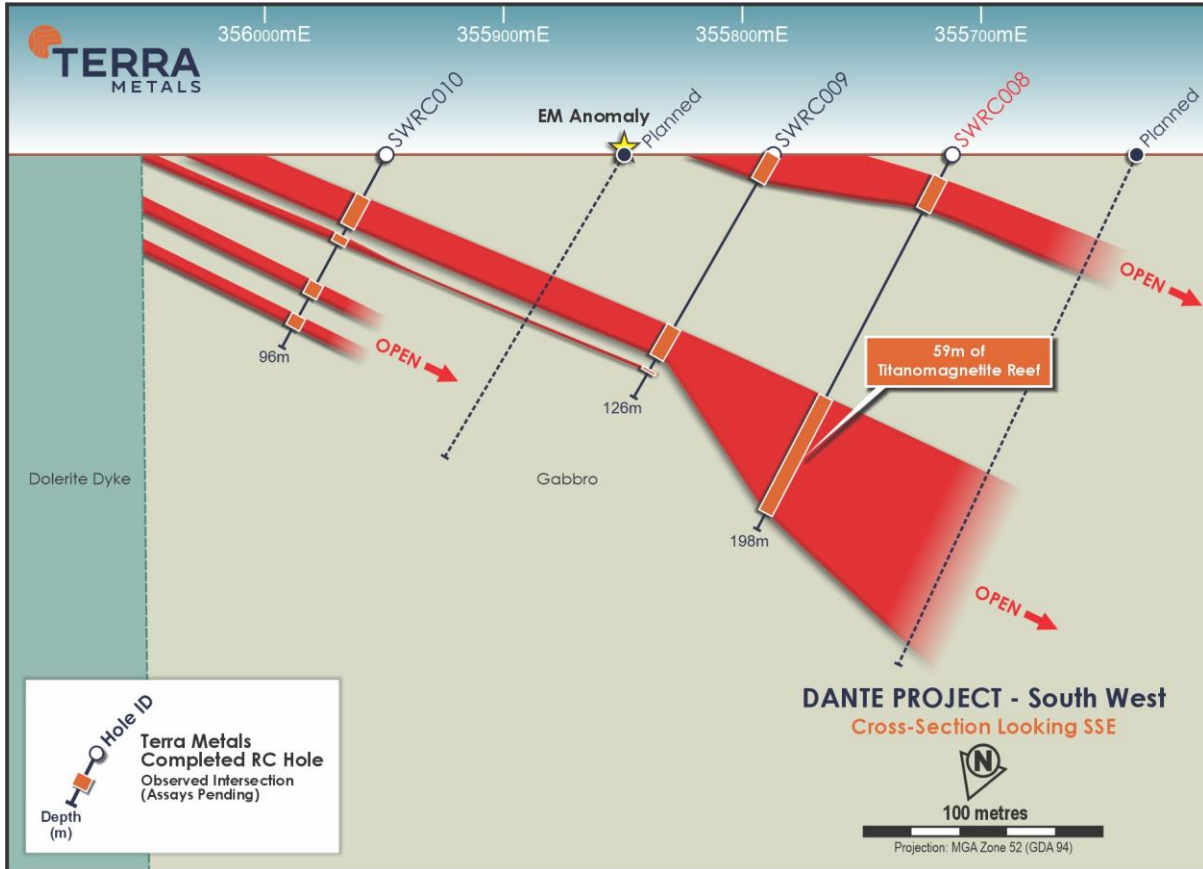 356000mE
355900mE
355800mE
355700mE
TERRA
METALS
SWRC010
EM Anomaly
Planned
SWRC009
SWRC008
Planned
OPEN
59m of
Titanomagnetite Reef
OPEN
96m
126m
Dolerite Dyke
Gabbro
198m
OPEN
Hole ID
Terra Metals
Completed RC Hole
Observed Intersection
(Assays Pending)
Depth
(m)
DANTE PROJECT - South West
Cross-Section Looking SSE
N
100 metres
Projection: MGA Zone 52 (GDA 94)